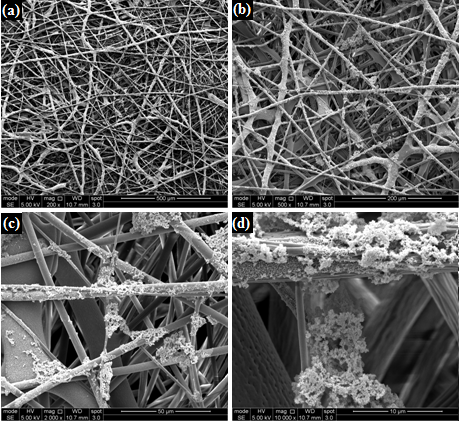 (a)
mode HV mag □ WD spot
SE 5.00 kV 200 x 10.7 mm 3.0
500 µm
(b)
mode HV mag □ WD spot
SE 5.00 kV 500 x 10.7 mm 3.0
200 µm
(c)
mode HV mag □ WD spot
SE 5.00 kV 2 000 x 10.7 mm 3.0
50 µm
(d)
mode HV mag □ WD spot
SE 5.00 kV 10 000 x 10.7 mm 3.0
10 µm